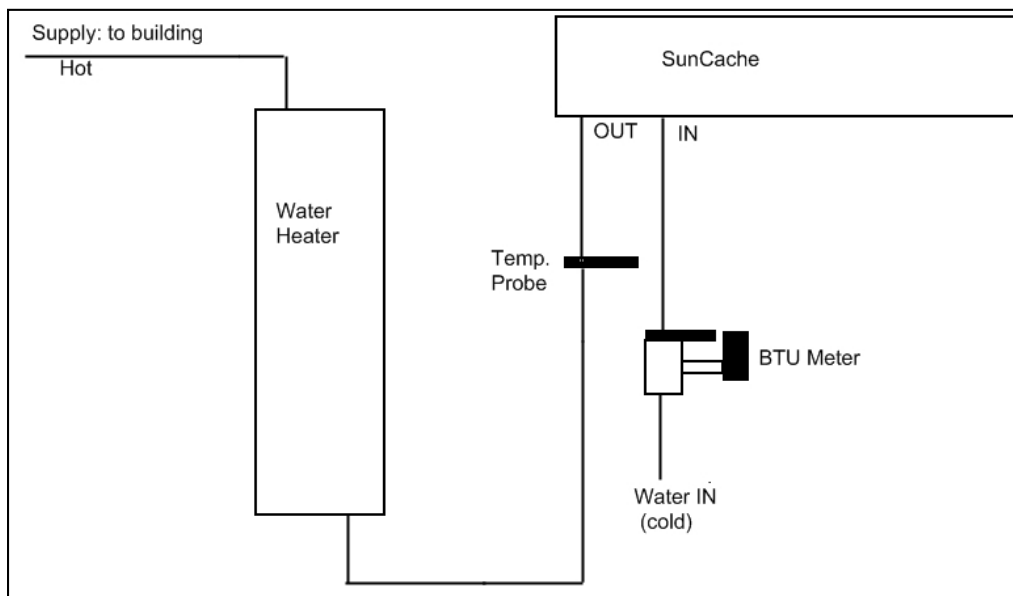 Supply: to building
Hot
SunCache
OUT
IN
Water
Heater
Temp.
Probe
BTU Meter
Water IN
(cold)